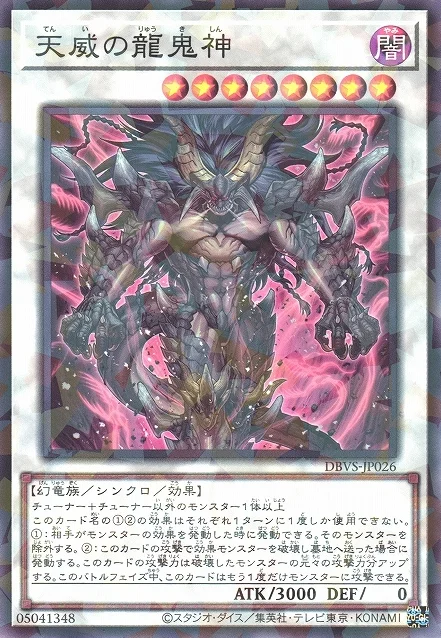 天威の龍鬼神
闇
DBVS-JP026
【幻竜族／シンクロ／効果】
チューナー＋チューナー以外のモンスター1体以上
このカード名の①②の効果はそれぞれ1ターンに1度しか使用できない。
①：相手がモンスターの効果を発動した時に発動できる。そのモンスターを
除外する。②：このカードの攻撃で効果モンスターを破壊し墓地へ送った場合に
発動する。このカードの攻撃力は破壊したモンスターの元々の攻撃力分アップ
する。このバトルフェイズ中、このカードはもう1度だけモンスターに攻撃できる。
ATK/3000 DEF/ 0
05041348 ©スタジオ・ダイス／集英社・テレビ東京・KONAMI